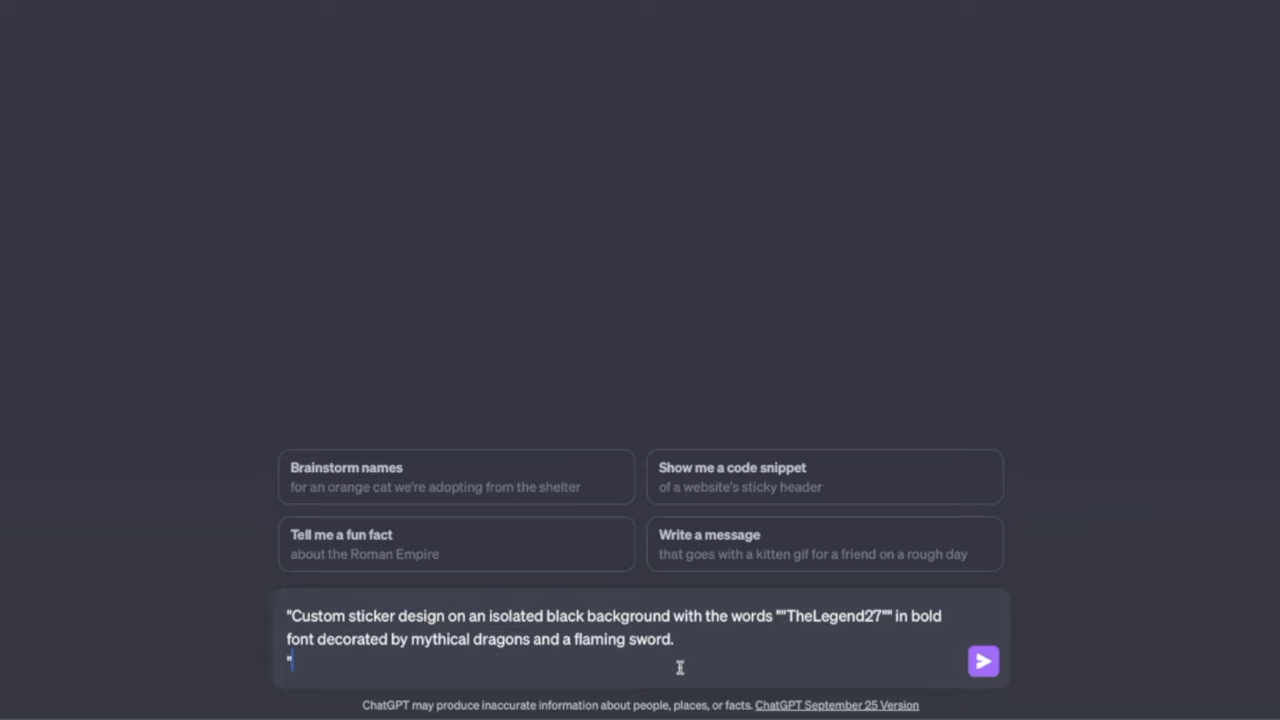 Brainstorm names
for an orange cat we're adopting from the shelter
Show me a code snippet
of a website's sticky header
Tell me a fun fact
about the Roman Empire
Write a message
that goes with a kitten gif for a friend on a rough day
"Custom sticker design on an isolated black background with the words ""TheLegend27"" in bold
font decorated by mythical dragons and a flaming sword.
"
ChatGPT may produce inaccurate information about people, places, or facts. ChatGPT September 25 Version